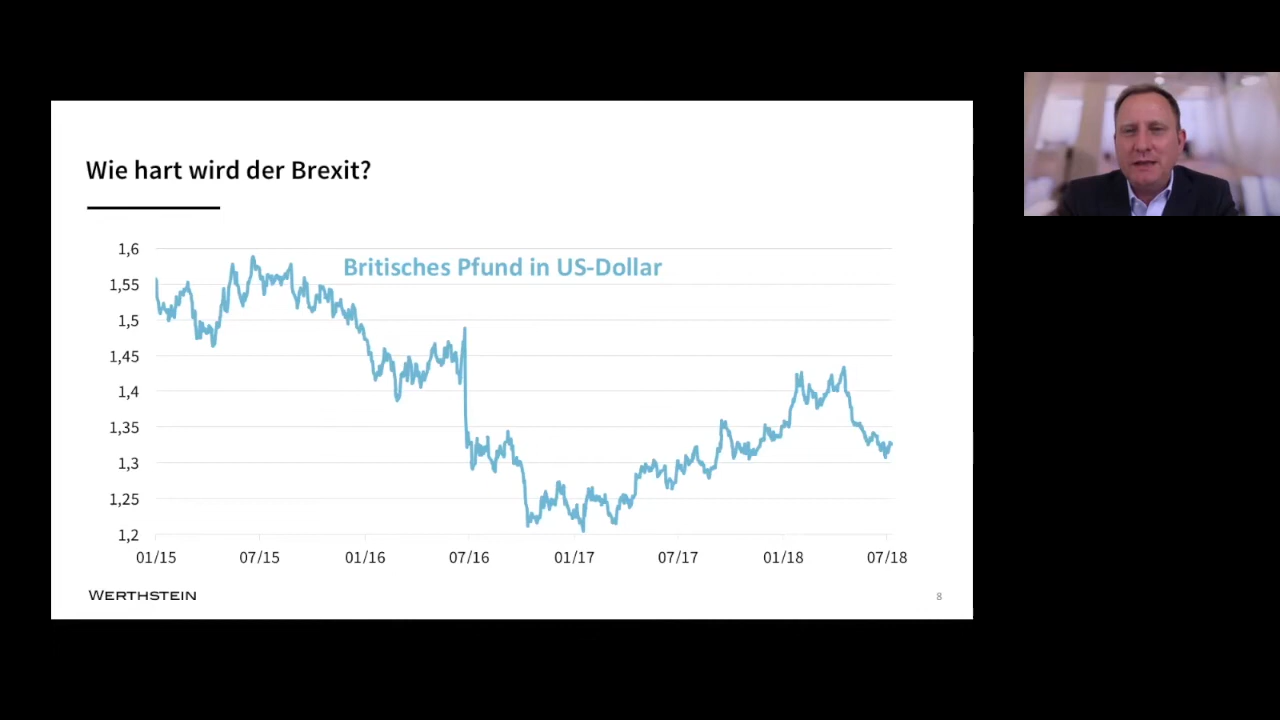 Wie hart wird der Brexit?
Britisches Pfund in US-Dollar
1,6
1,55
1,5
1,45
1,4
1,35
1,3
1,25
1,2
01/15 07/15 01/16 07/16 01/17 07/17 01/18 07/18
WERTHSTEIN
8